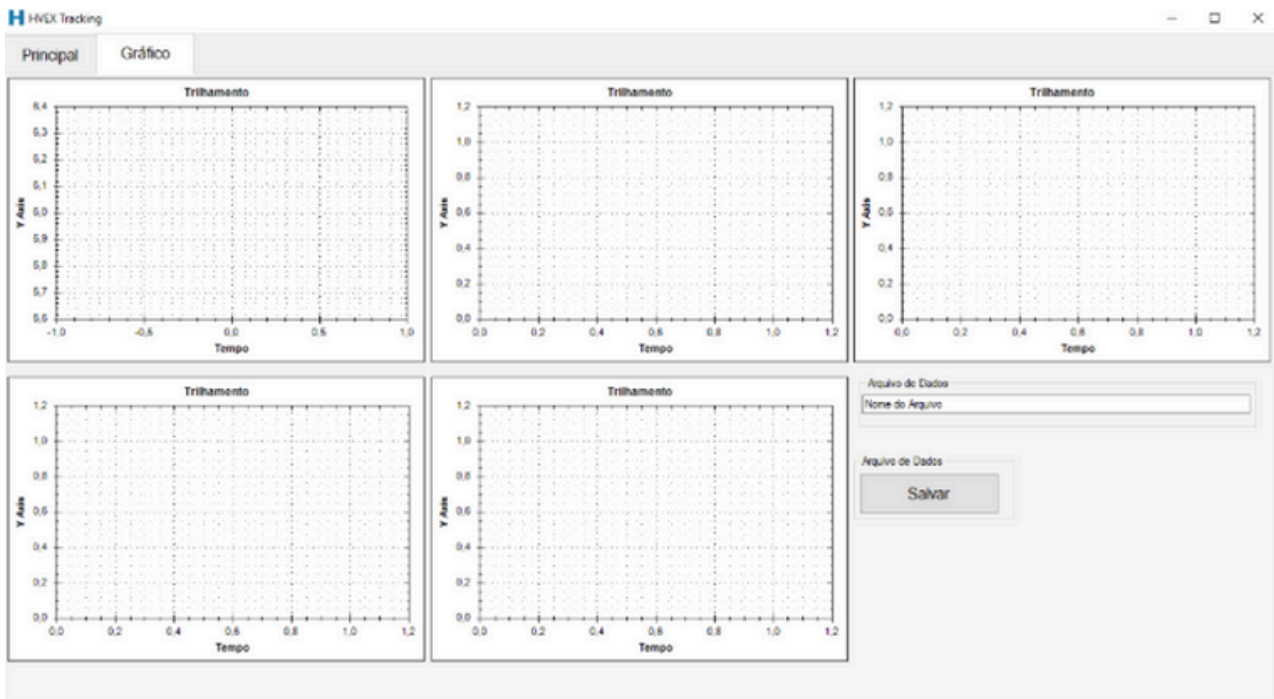 HVEX Tracking
Principal
Gráfico
Trilhamento
6,4
6,3
6,2
6,1
6,0
5,9
5,8
5,7
5,6
Y Axis
-1,0 -0,5 0,0 0,5 1,0
Tempo
Trilhamento
1,2
1,0
0,8
0,6
0,4
0,2
0,0
Y Axis
0,0 0,2 0,4 0,6 0,8 1,0 1,2
Tempo
Trilhamento
1,2
1,0
0,8
0,6
0,4
0,2
0,0
Y Axis
0,0 0,2 0,4 0,6 0,8 1,0 1,2
Tempo
Trilhamento
1,2
1,0
0,8
0,6
0,4
0,2
0,0
Y Axis
0,0 0,2 0,4 0,6 0,8 1,0 1,2
Tempo
Trilhamento
1,2
1,0
0,8
0,6
0,4
0,2
0,0
Y Axis
0,0 0,2 0,4 0,6 0,8 1,0 1,2
Tempo
Arquivo de Dados
Nome do Arquivo
Arquivo de Dados
Salvar